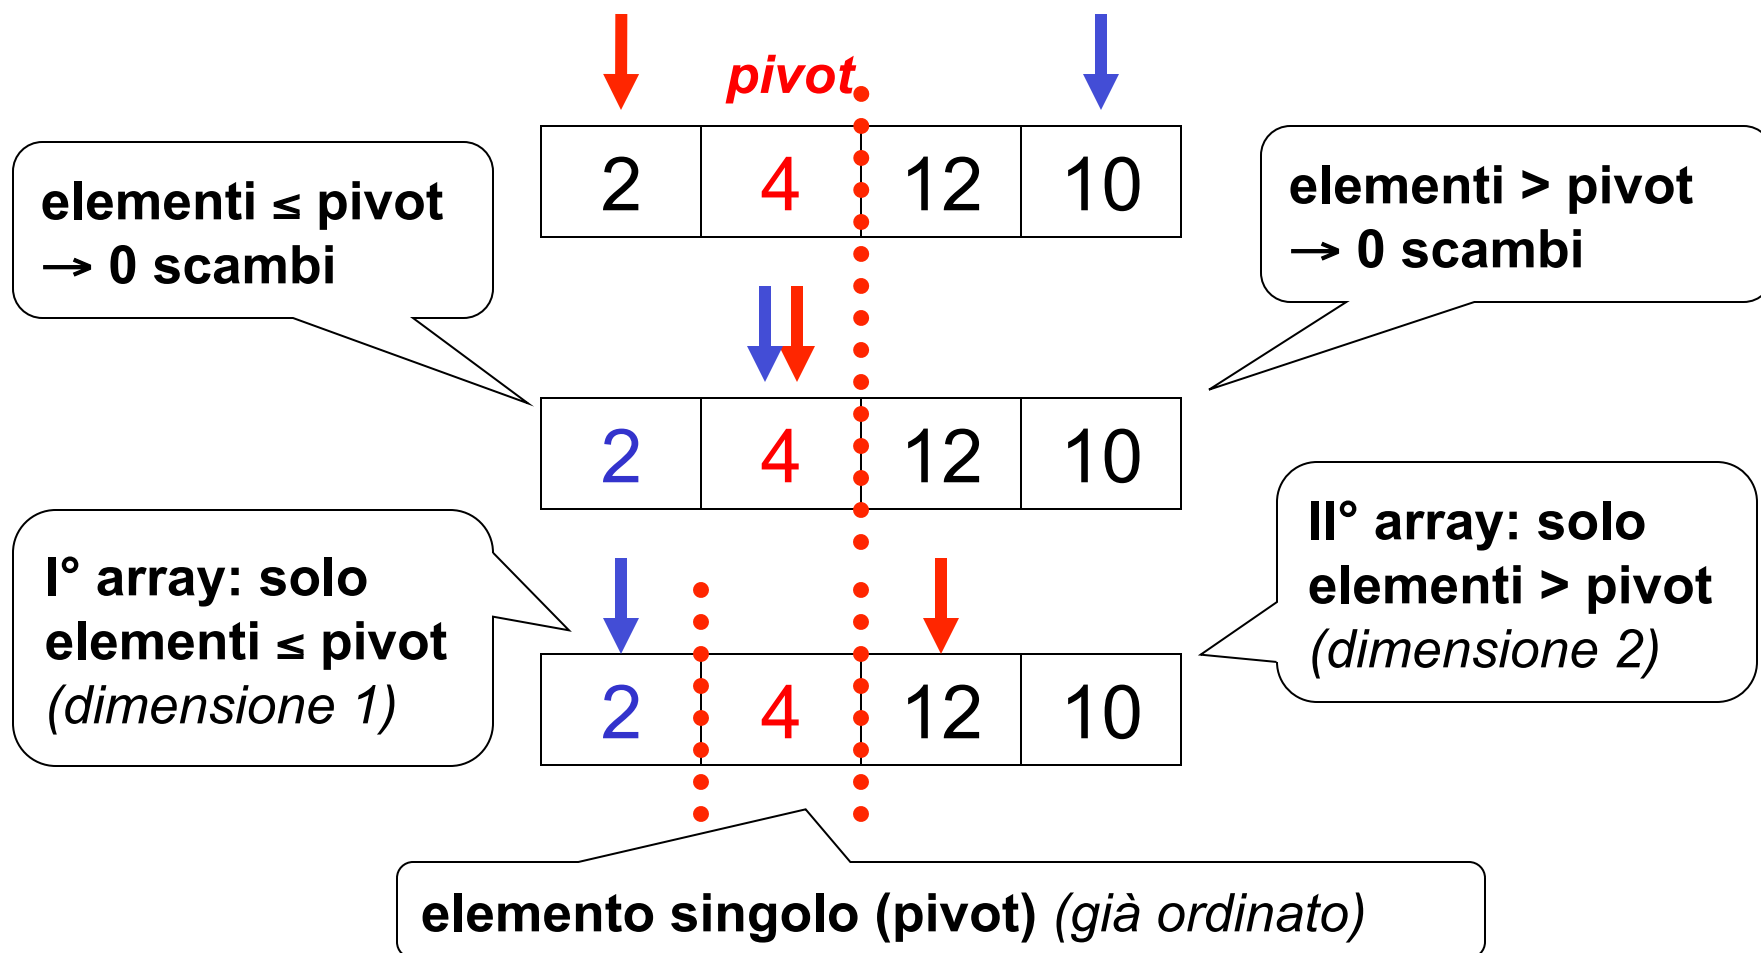 pivot
2 4 12 10
elementi ≤ pivot
→ 0 scambi
elementi > pivot
→ 0 scambi
2 4 12 10
I° array: solo
elementi ≤ pivot
(dimensione 1)
II° array: solo
elementi > pivot
(dimensione 2)
2 4 12 10
elemento singolo (pivot) (già ordinato)